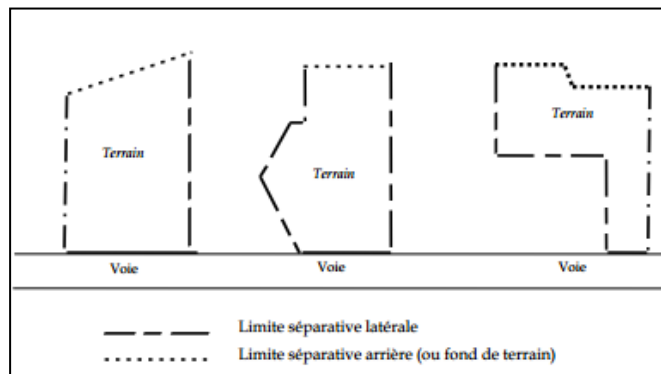 Terrain
Terrain
Terrain
Voie
Voie
Voie
Limite séparative latérale
Limite séparative arrière (ou fond de terrain)